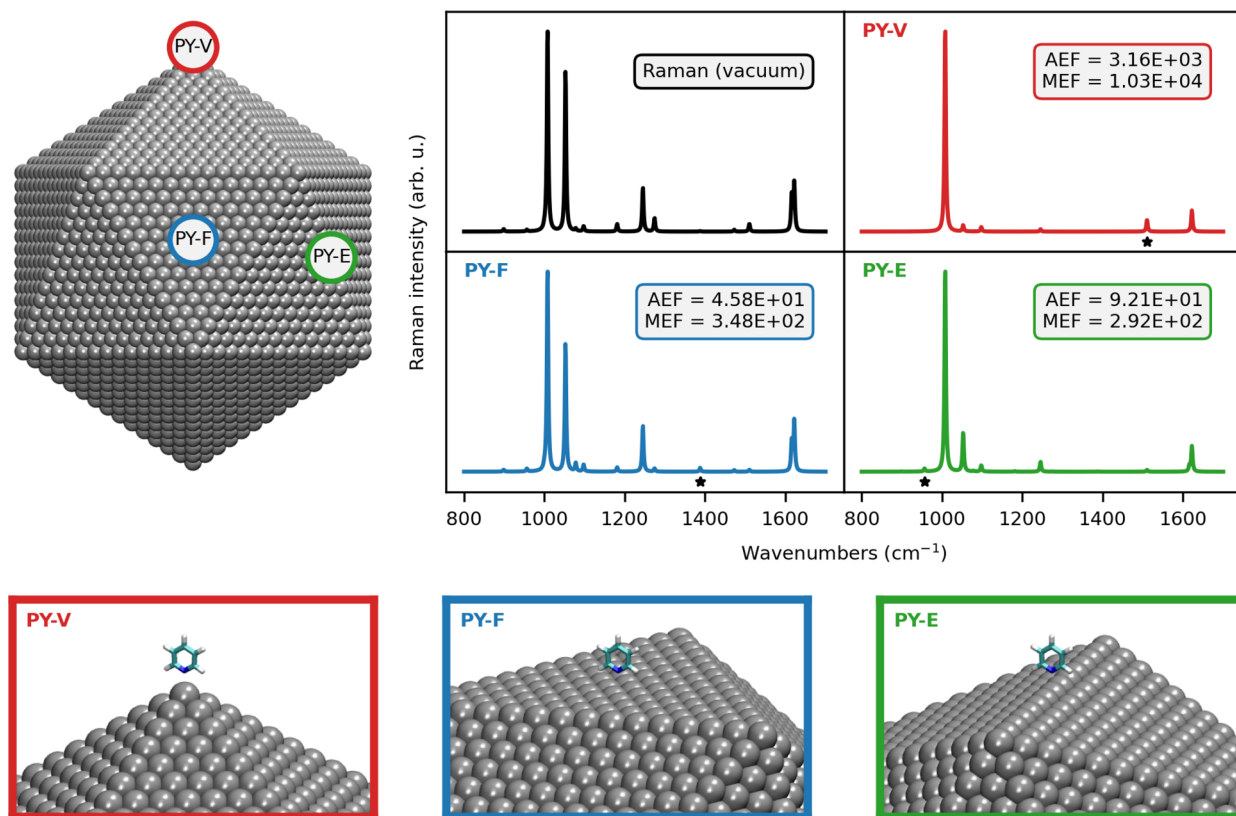 PY-V
PY-F
PY-E
Raman intensity (arb. u.)
Raman (vacuum)
PY-V
AEF = 3.16E+03
MEF = 1.03E+04
★
PY-F
AEF = 4.58E+01
MEF = 3.48E+02
★
PY-E
AEF = 9.21E+01
MEF = 2.92E+02
★
800 1000 1200 1400 1600
800 1000 1200 1400 1600
Wavenumbers (cm⁻¹)
PY-V
PY-F
PY-E